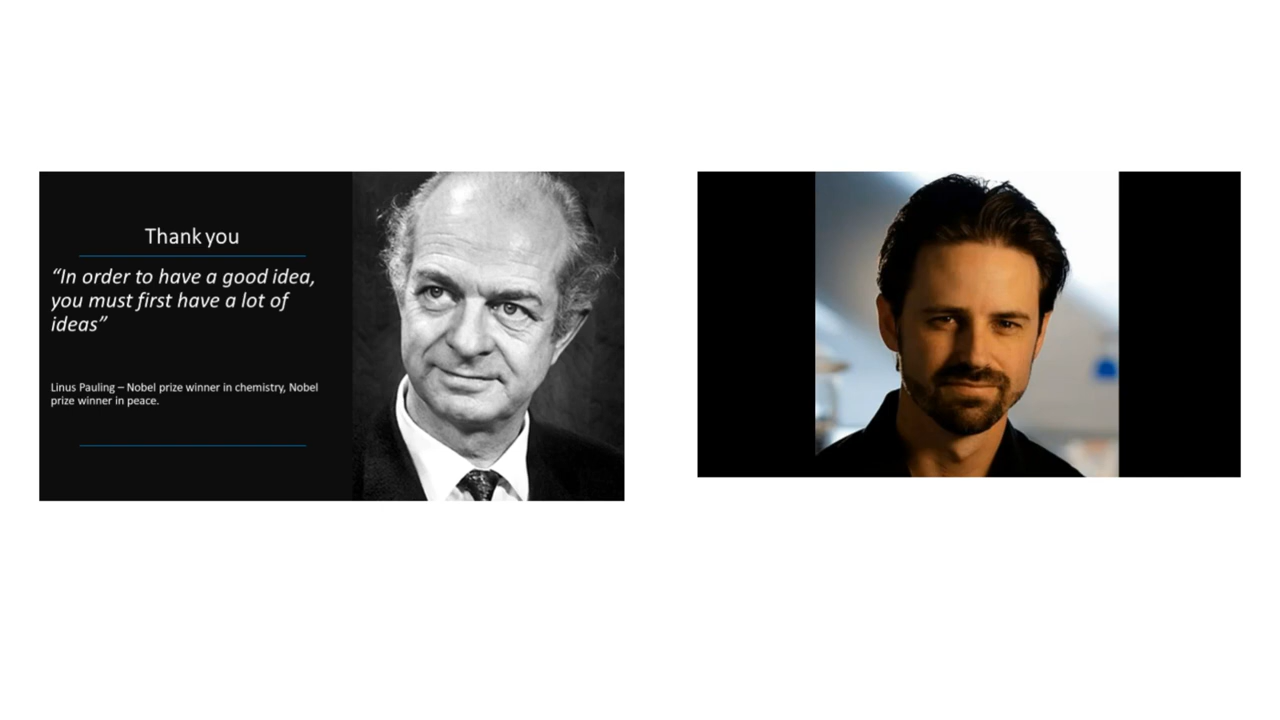 Thank you
“In order to have a good idea,
you must first have a lot of
ideas”
Linus Pauling – Nobel prize winner in chemistry, Nobel
prize winner in peace.